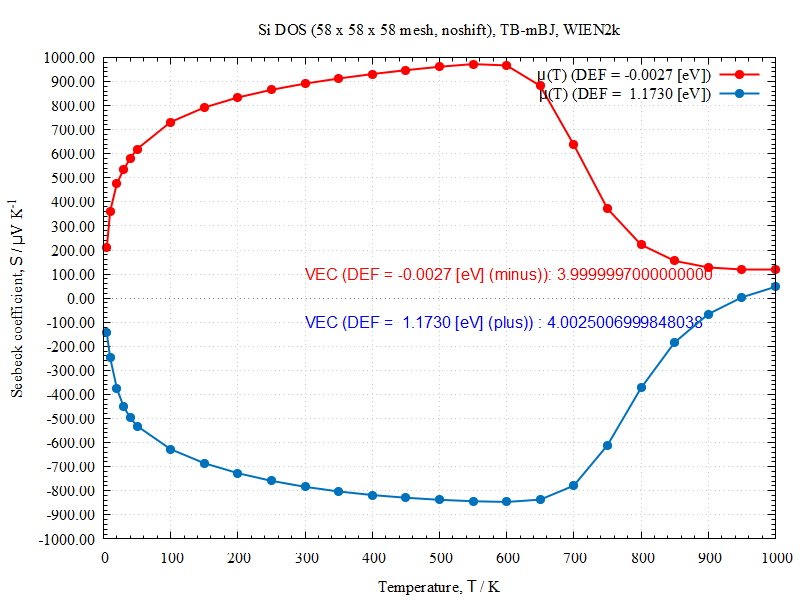 Si DOS (58 x 58 x 58 mesh, noshift), TB-mBJ, WIEN2k
μ(T) (DEF = -0.0027 [eV])
μ(T) (DEF =  1.1730 [eV])
1000.00
900.00
800.00
700.00
600.00
500.00
400.00
300.00
200.00
100.00
0.00
-100.00
-200.00
-300.00
-400.00
-500.00
-600.00
-700.00
-800.00
-900.00
-1000.00
Seebeck coefficient, S / μV K-1
VEC (DEF = -0.0027 [eV] (minus)): 3.9999997000000000
VEC (DEF =  1.1730 [eV] (plus)) : 4.0025006999848038
0 100 200 300 400 500 600 700 800 900 1000
Temperature, T / K